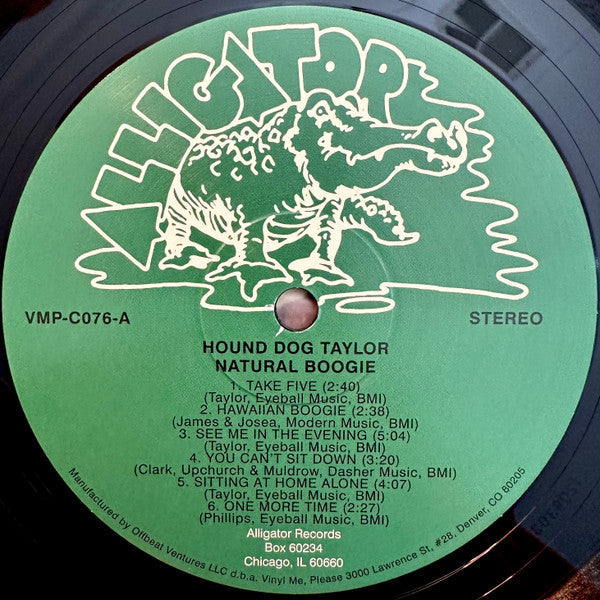 ALLIGATOR
VMP-C076-A
STEREO
HOUND DOG TAYLOR
NATURAL BOOGIE
1. TAKE FIVE (2:40)
(Taylor, Eyeball Music, BMI)
2. HAWAIIAN BOOGIE (2:38)
(James & Josea, Modern Music, BMI)
3. SEE ME IN THE EVENING (5:04)
(Taylor, Eyeball Music, BMI)
4. YOU CAN'T SIT DOWN (3:20)
(Clark, Upchurch & Muldrow, Dasher Music, BMI)
5. SITTING AT HOME ALONE (4:07)
(Taylor, Eyeball Music, BMI)
6. ONE MORE TIME (2:27)
(Phillips, Eyeball Music, BMI)
Alligator Records
Box 60234
Chicago, IL 60660
Manufactured by Offbeat Ventures LLC d.b.a. Vinyl Me, Please 3000 Lawrence St, #28. Denver, CO 80205